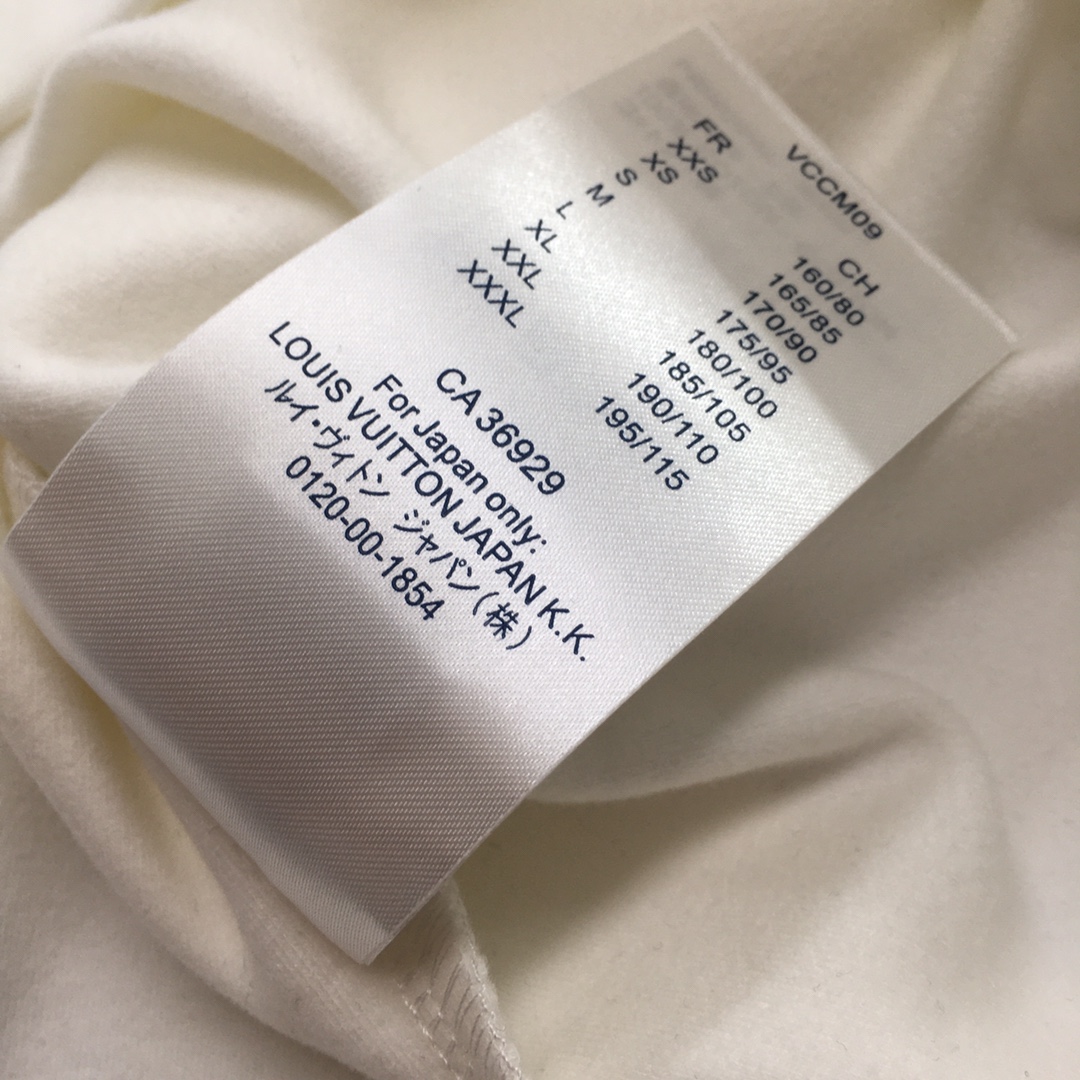 VCCM09
FR CH
XXS 160/80
XS 165/85
S 170/90
M 175/95
L 180/100
XL 185/105
XXL 190/110
XXXL 195/115
CA 36929
For Japan only:
LOUIS VUITTON JAPAN K.K.
ルイ・ヴィトン ジャパン(株)
0120-00-1854